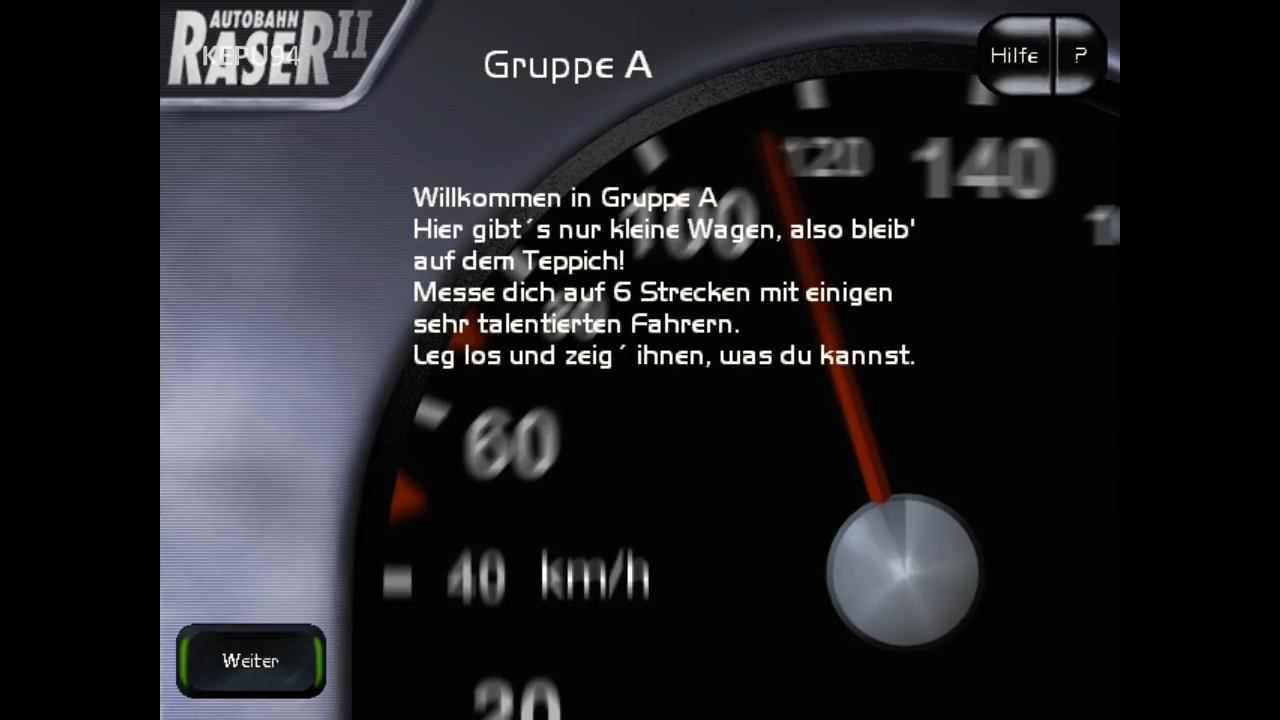 AUTOBAHN
RASER II
KEPU94
Gruppe A
Hilfe ?
120 140
Willkommen in Gruppe A
100
Hier gibt´s nur kleine Wagen, also bleib'
auf dem Teppich!
Messe dich auf 6 Strecken mit einigen
80
sehr talentierten Fahrern.
Leg los und zeig´ ihnen, was du kannst.
60
40 km/h
Weiter
20